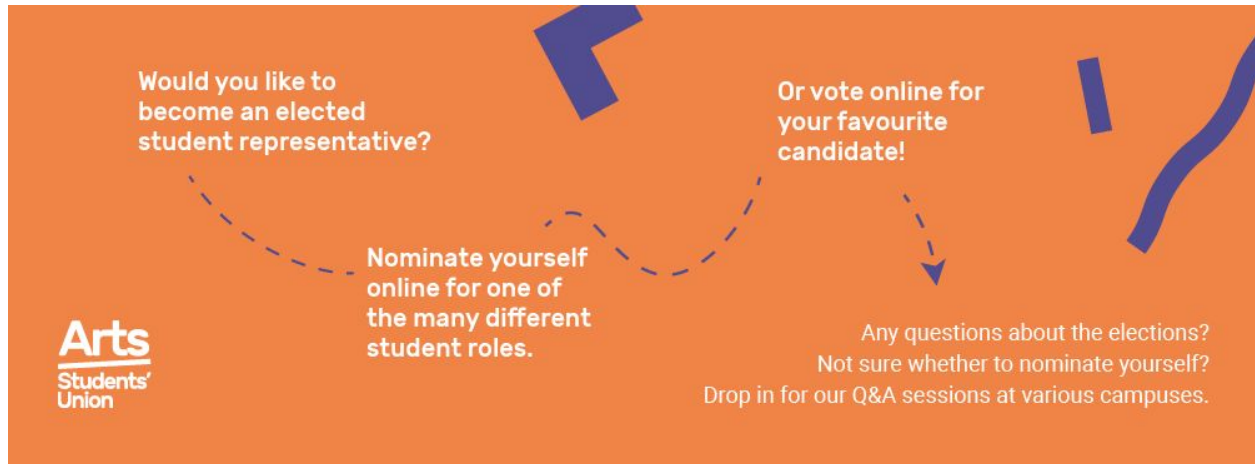 Would you like to
become an elected
student representative?
Nominate yourself
online for one of
the many different
student roles.
Or vote online for
your favourite
candidate!
Any questions about the elections?
Not sure whether to nominate yourself?
Drop in for our Q&A sessions at various campuses.
Arts
Students'
Union